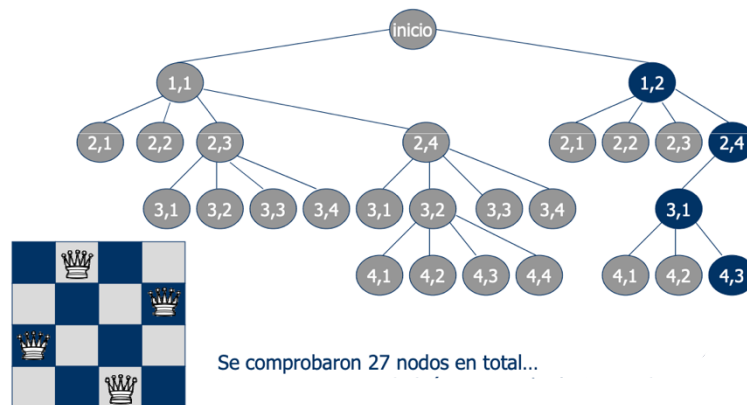 inicio
1,1 1,2
2,1 2,2 2,3 2,4 2,1 2,2 2,3 2,4
3,1 3,2 3,3 3,4 3,1 3,2 3,3 3,4 3,1
4,1 4,2 4,3 4,4 4,1 4,2 4,3
Se comprobaron 27 nodos en total...